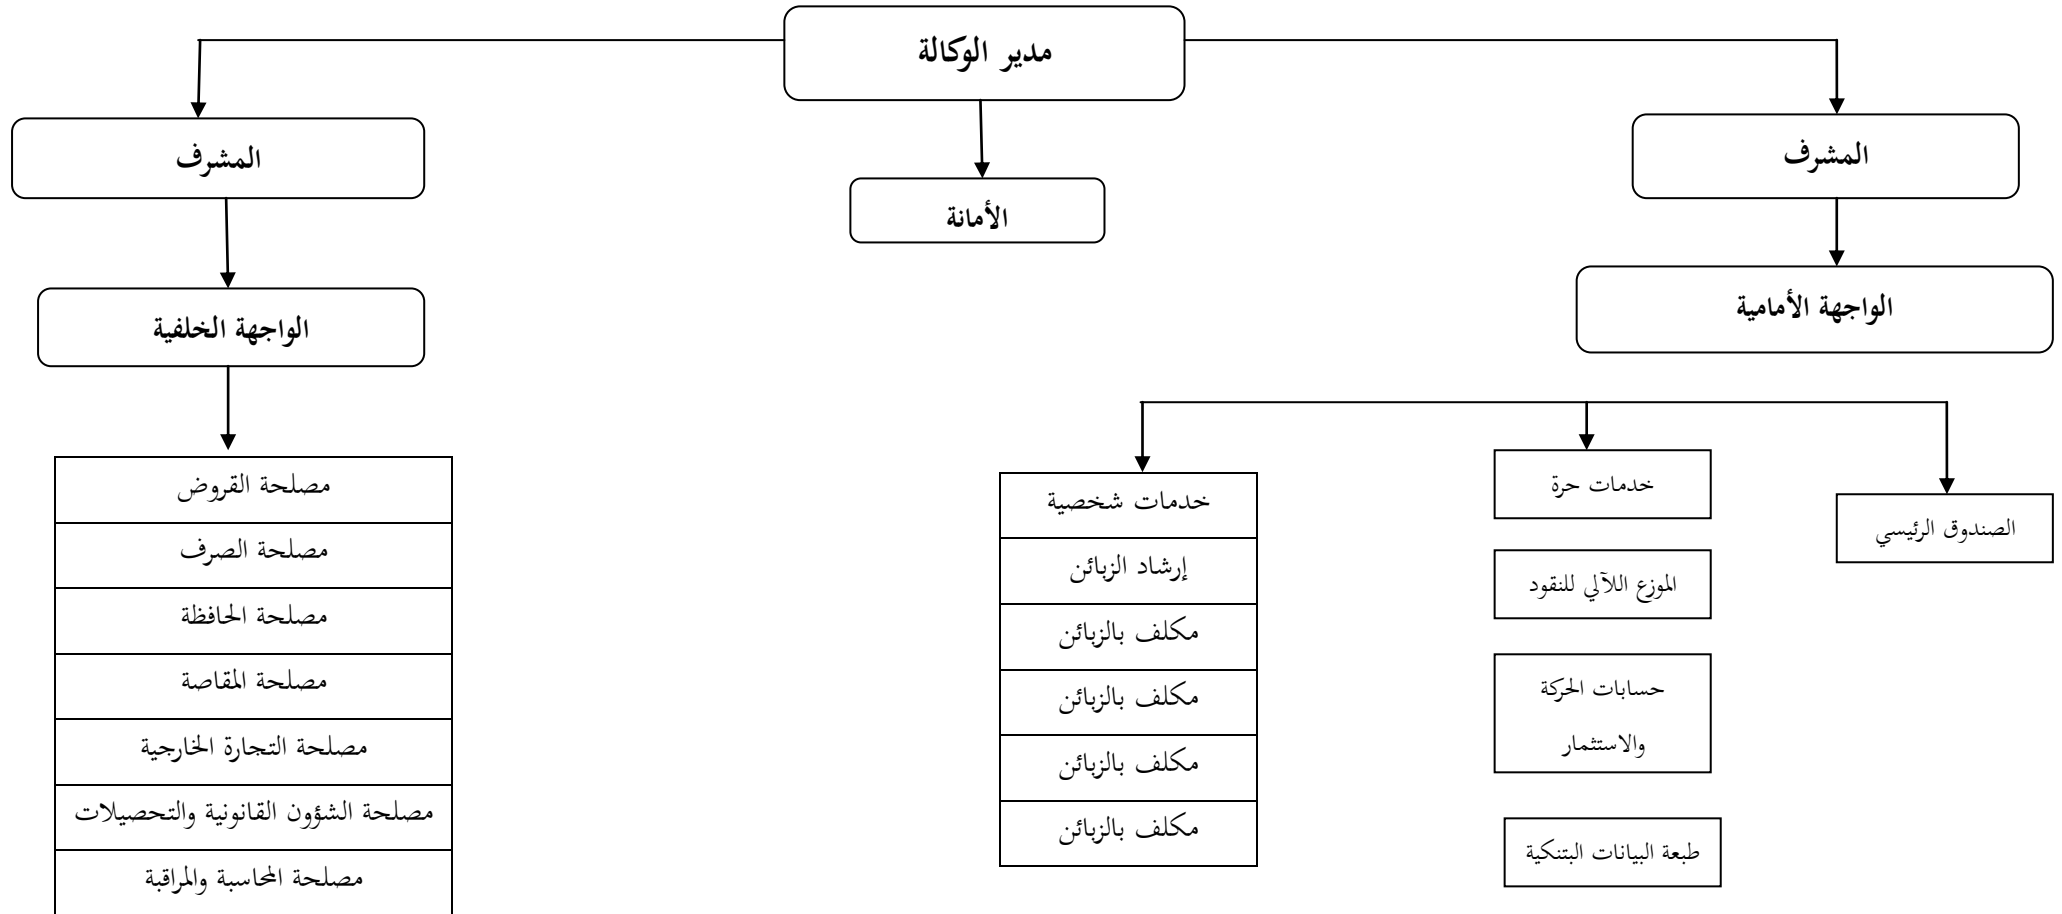 مدير الوكالة
المشرف
المشرف
الأمانة
الواجهة الأمامية
الواجهة الخلفية
الصندوق الرئيسي
خدمات حرة
الموزع اللآلي للنقود
حسابات الحركة
والاستثمار
طبعة البيانات البتنكية
خدمات شخصية
إرشاد الزبائن
مكلف بالزبائن
مكلف بالزبائن
مكلف بالزبائن
مكلف بالزبائن
مصلحة القروض
مصلحة الصرف
مصلحة الحافظة
مصلحة المقاصة
مصلحة التجارة الخارجية
مصلحة الشؤون القانونية والتحصيلات
مصلحة المحاسبة والمراقبة